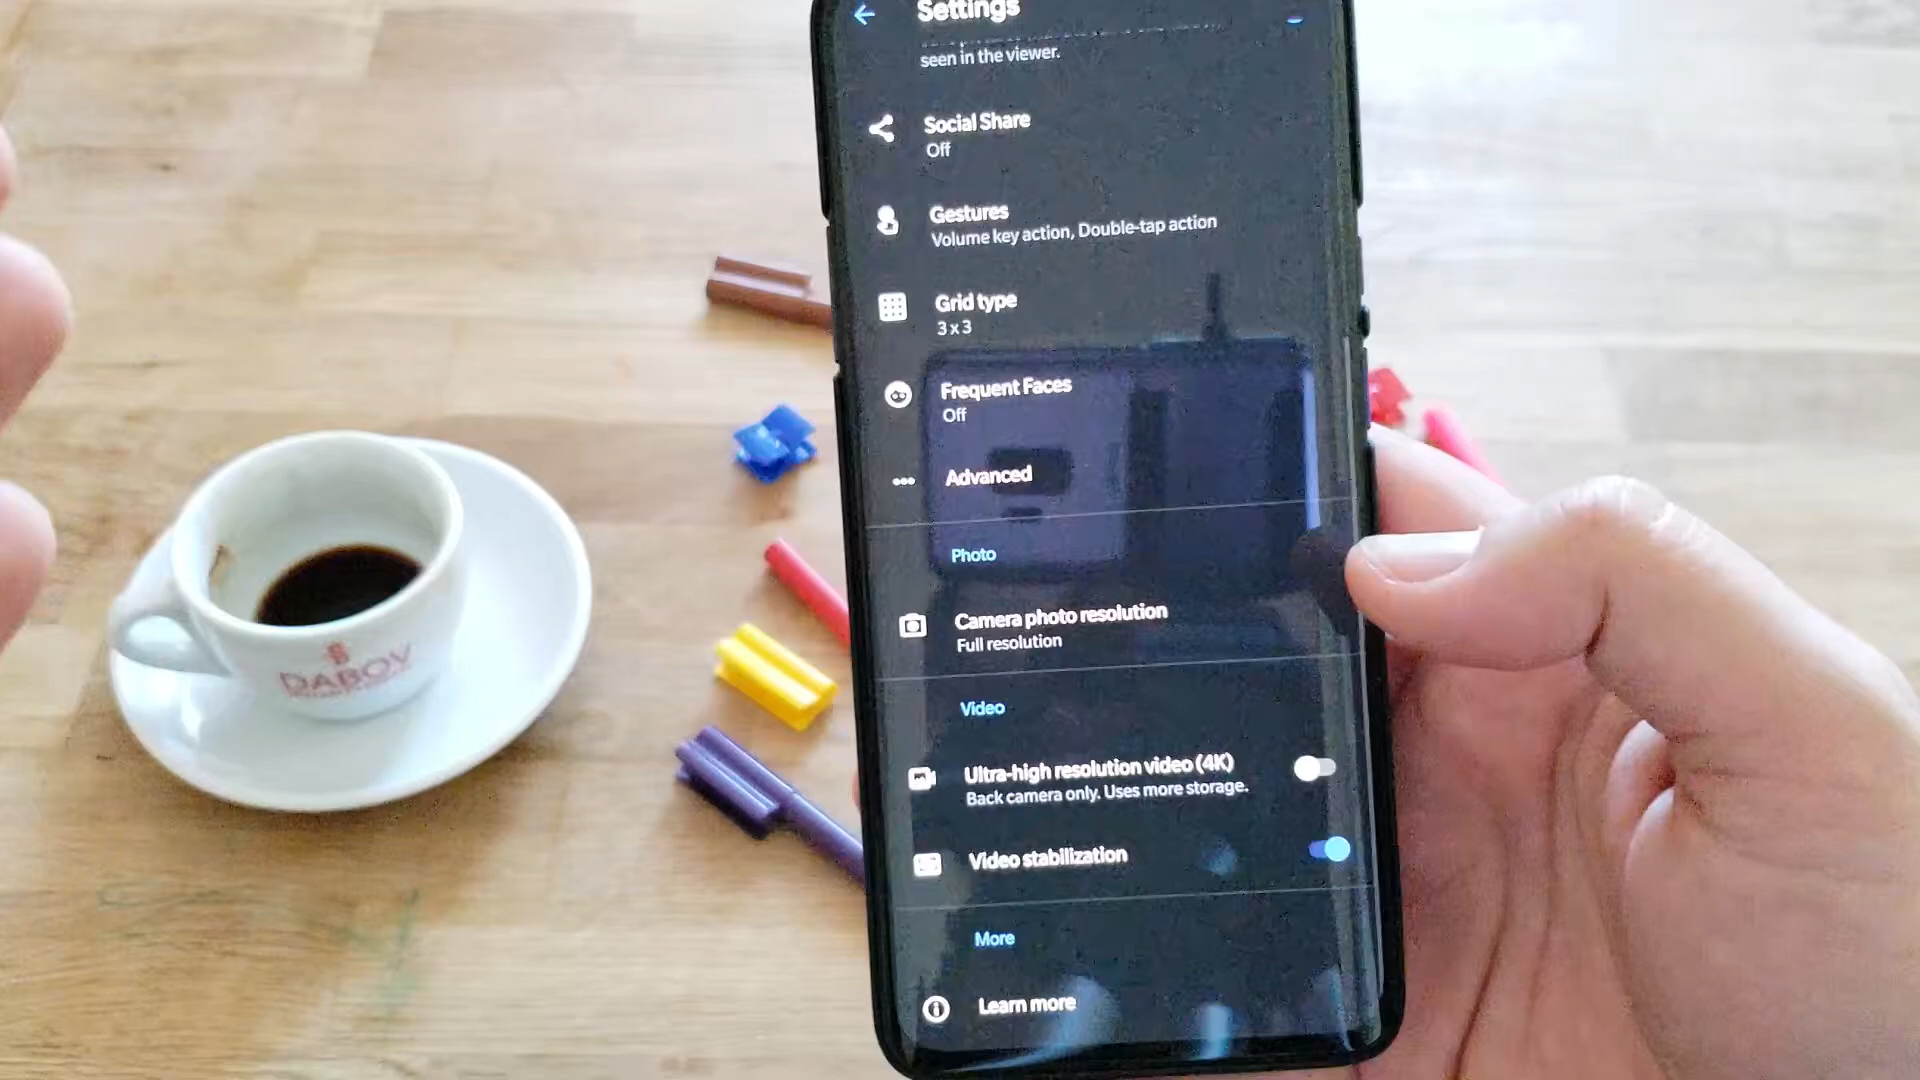 Settings
seen in the viewer.
Social Share
Off
Gestures
Volume key action, Double-tap action
Grid type
3 x 3
Frequent Faces
Off
Advanced
Photo
Camera photo resolution
Full resolution
Video
Ultra-high resolution video (4K)
Back camera only. Uses more storage.
Video stabilization
More
Learn more
DABOV